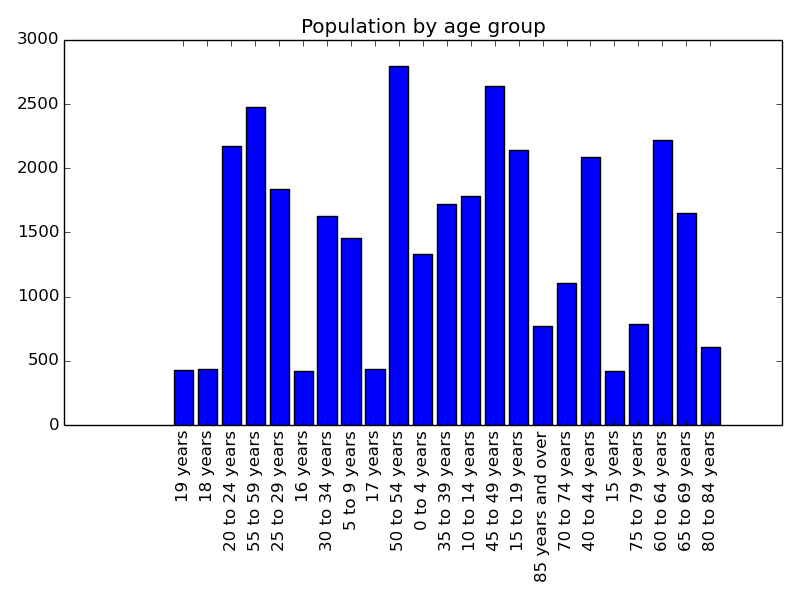 Population by age group
3000
2500
2000
1500
1000
500
0
19 years
18 years
20 to 24 years
55 to 59 years
25 to 29 years
16 years
30 to 34 years
5 to 9 years
17 years
50 to 54 years
0 to 4 years
35 to 39 years
10 to 14 years
45 to 49 years
15 to 19 years
85 years and over
70 to 74 years
40 to 44 years
15 years
75 to 79 years
60 to 64 years
65 to 69 years
80 to 84 years